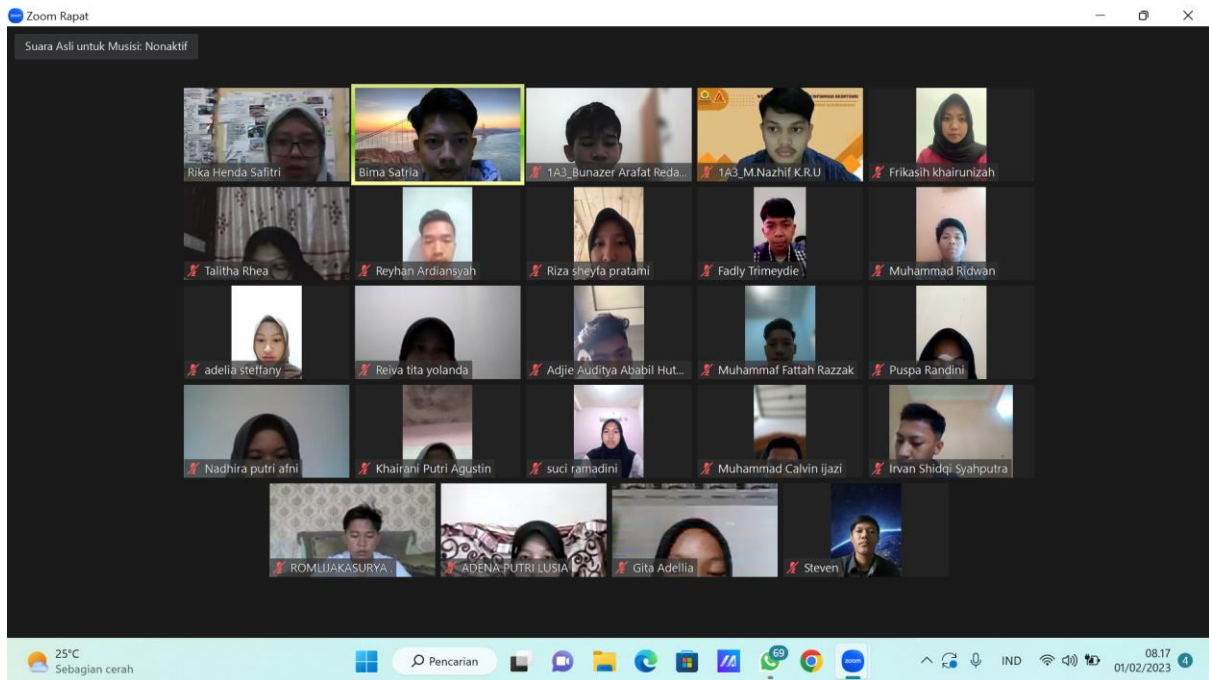 Zoom Rapat
Suara Asli untuk Musisi: Nonaktif
Rika Henda Safitri
Bima Satria
1A3_Bunazer Arafat Reda...
1A3_M.Nazhif K.R.U
Frikasih khairunizah
Talitha Rhea
Reyhan Ardiansyah
Riza sheyfa pratami
Fadly Trimeydie
Muhammad Ridwan
adelia steffany
Reiva tita yolanda
Adjie Auditya Ababil Hut...
Muhammaf Fattah Razzak
Puspa Randini
Nadhira putri afni
Khairani Putri Agustin
suci ramadini
Muhammad Calvin ijazi
Irvan Shidqi Syahputra
ROMLIJAKASURYA .
ADENA PUTRI LUSIA
Gita Adellia
Steven
25°C
Sebagian cerah
Pencarian
69
zoom
IND
08.17
01/02/2023
4